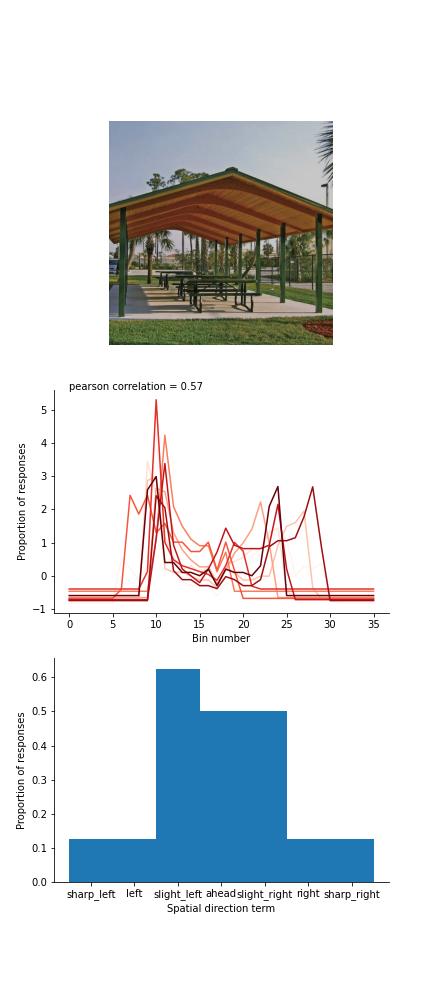 pearson correlation = 0.57
5
4
3
2
1
0
−1
Proportion of responses
0 5 10 15 20 25 30 35
Bin number
0.6
0.5
0.4
0.3
0.2
0.1
0.0
Proportion of responses
sharp_left left slight_left ahead slight_right right sharp_right
Spatial direction term